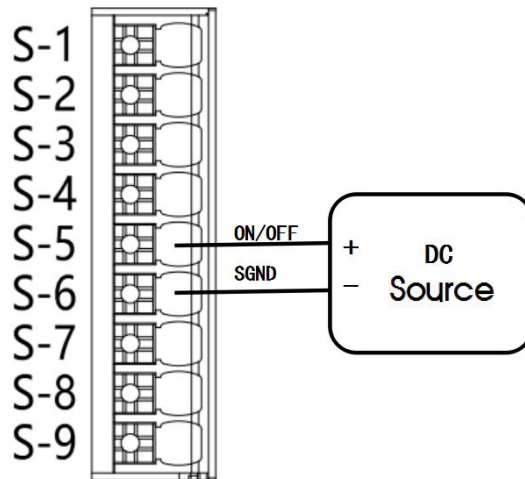 S-1
S-2
S-3
S-4
S-5
S-6
S-7
S-8
S-9
ON/OFF
SGND
+
−
DC
Source